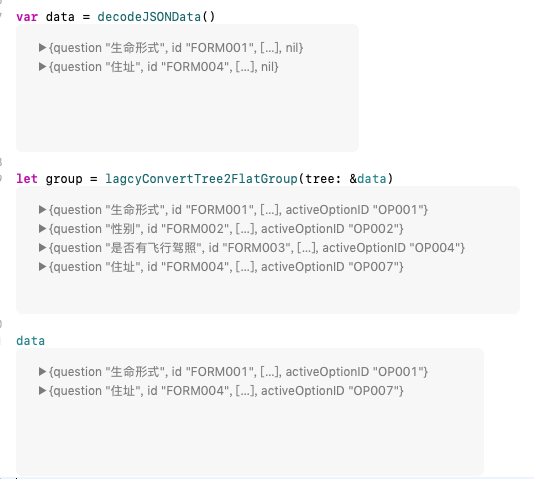 var data = decodeJSONData()
▶{question "生命形式", id "FORM001", […], nil}
▶{question "住址", id "FORM004", […], nil}
let group = lagcyConvertTree2FlatGroup(tree: &data)
▶{question "生命形式", id "FORM001", […], activeOptionID "OP001"}
▶{question "性别", id "FORM002", […], activeOptionID "OP002"}
▶{question "是否有飞行驾照", id "FORM003", […], activeOptionID "OP004"}
▶{question "住址", id "FORM004", […], activeOptionID "OP007"}
data
▶{question "生命形式", id "FORM001", […], activeOptionID "OP001"}
▶{question "住址", id "FORM004", […], activeOptionID "OP007"}